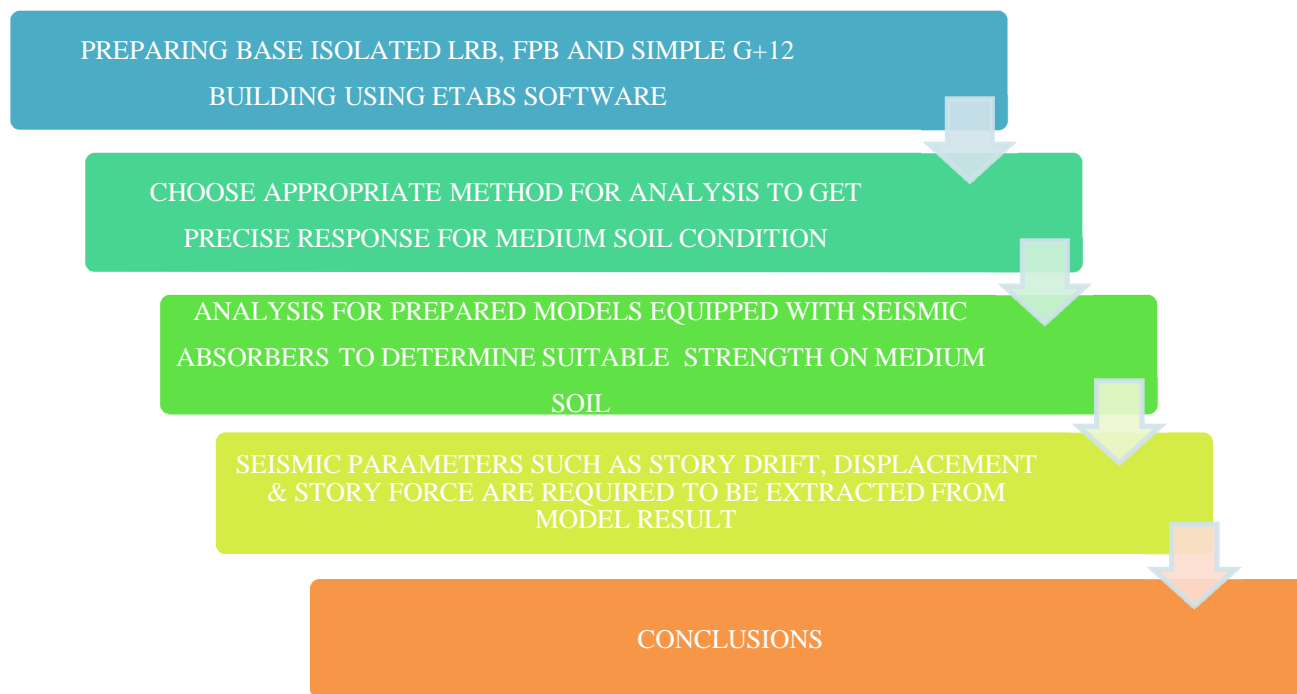 PREPARING BASE ISOLATED LRB, FPB AND SIMPLE G+12
BUILDING USING ETABS SOFTWARE
CHOOSE APPROPRIATE METHOD FOR ANALYSIS TO GET
PRECISE RESPONSE FOR MEDIUM SOIL CONDITION
ANALYSIS FOR PREPARED MODELS EQUIPPED WITH SEISMIC
ABSORBERS TO DETERMINE SUITABLE STRENGTH ON MEDIUM
SOIL
SEISMIC PARAMETERS SUCH AS STORY DRIFT, DISPLACEMENT
& STORY FORCE ARE REQUIRED TO BE EXTRACTED FROM
MODEL RESULT
CONCLUSIONS